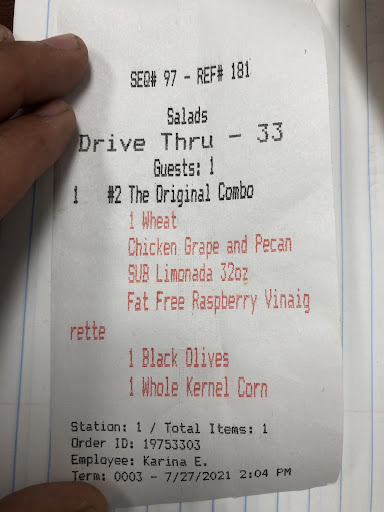 SEQ# 97 - REF# 181
Salads
Drive Thru - 33
Guests: 1
1 #2 The Original Combo
1 Wheat
Chicken Grape and Pecan
SUB Limonada 32oz
Fat Free Raspberry Vinaig
rette
1 Black Olives
1 Whole Kernel Corn
Station: 1 / Total Items: 1
Order ID: 19753303
Employee: Karina E.
Term: 0003 - 7/27/2021 2:04 PM